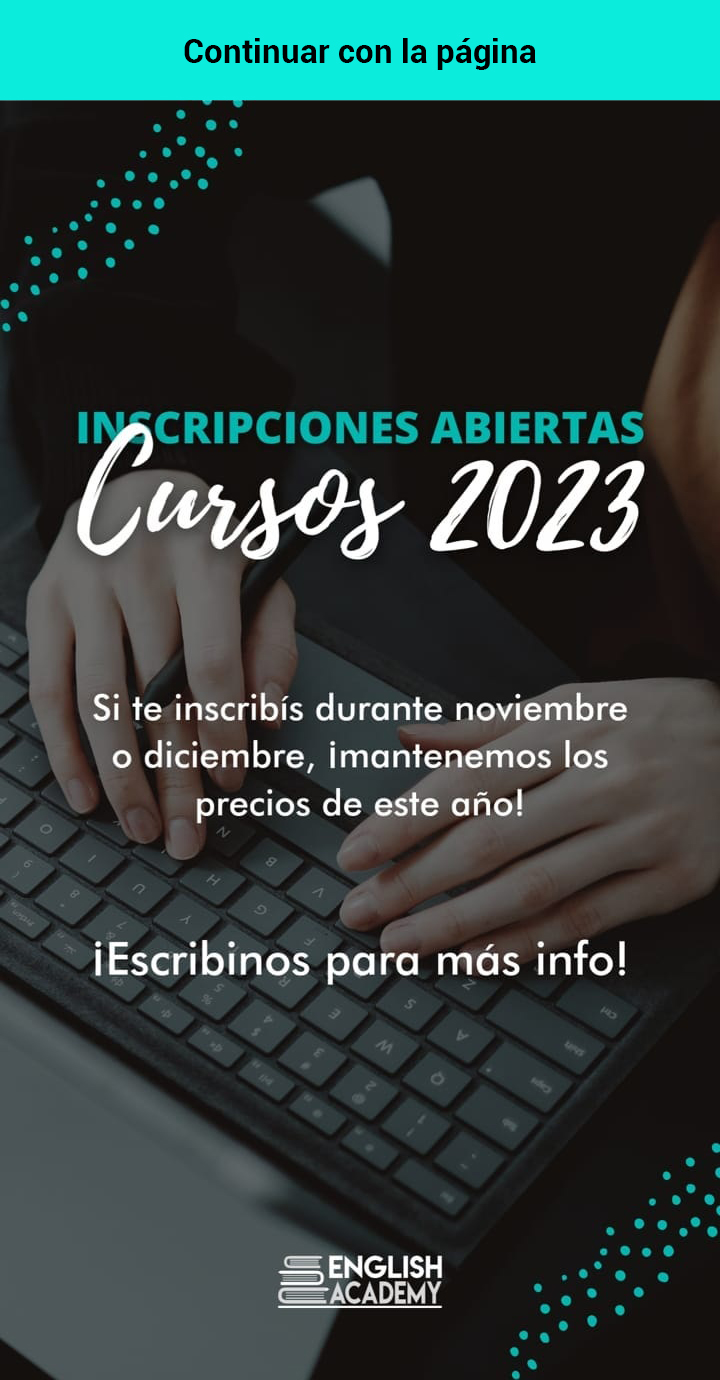 Continuar con la página
INSCRIPCIONES ABIERTAS
Cursos 2023
Si te inscribís durante noviembre
o diciembre, ¡mantenemos los
precios de este año!
¡Escribinos para más info!
ENGLISH
ACADEMY